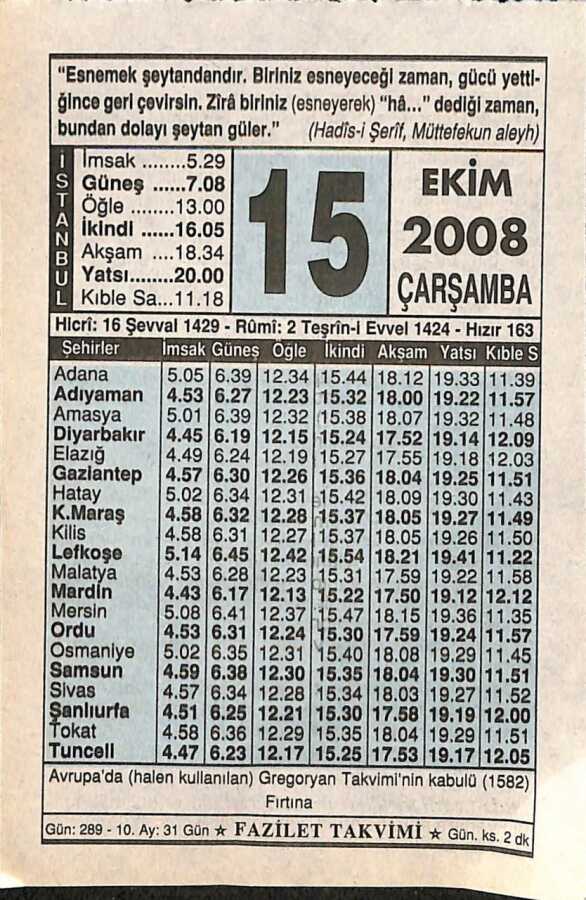 "Esnemek şeytandandır. Biriniz esneyeceği zaman, gücü yetti-
ğince geri çevirsin. Zîrâ biriniz (esneyerek) "hâ..." dediği zaman,
bundan dolayı şeytan güler." (Hadîs-i Şerîf, Müttefekun aleyh)
İSTANBUL
İmsak ........5.29
Güneş ......7.08
Öğle ........13.00
İkindi ......16.05
Akşam ....18.34
Yatsı........20.00
Kıble Sa...11.18
15
EKİM
2008
ÇARŞAMBA
Hicrî: 16 Şevval 1429 - Rûmî: 2 Teşrîn-i Evvel 1424 - Hızır 163
Şehirler İmsak Güneş Öğle İkindi Akşam Yatsı Kıble S
Adana 5.05 6.39 12.34 15.44 18.12 19.33 11.39
Adıyaman 4.53 6.27 12.23 15.32 18.00 19.22 11.57
Amasya 5.01 6.39 12.32 15.38 18.07 19.32 11.48
Diyarbakır 4.45 6.19 12.15 15.24 17.52 19.14 12.09
Elazığ 4.49 6.24 12.19 15.27 17.55 19.18 12.03
Gaziantep 4.57 6.30 12.26 15.36 18.04 19.25 11.51
Hatay 5.02 6.34 12.31 15.42 18.09 19.30 11.43
K.Maraş 4.58 6.32 12.28 15.37 18.05 19.27 11.49
Kilis 4.58 6.31 12.27 15.37 18.05 19.26 11.50
Lefkoşe 5.14 6.45 12.42 15.54 18.21 19.41 11.22
Malatya 4.53 6.28 12.23 15.31 17.59 19.22 11.58
Mardin 4.43 6.17 12.13 15.22 17.50 19.12 12.12
Mersin 5.08 6.41 12.37 15.47 18.15 19.36 11.35
Ordu 4.53 6.31 12.24 15.30 17.59 19.24 11.57
Osmaniye 5.02 6.35 12.31 15.40 18.08 19.29 11.45
Samsun 4.59 6.38 12.30 15.35 18.04 19.30 11.51
Sivas 4.57 6.34 12.28 15.34 18.03 19.27 11.52
Şanlıurfa 4.51 6.25 12.21 15.30 17.58 19.19 12.00
Tokat 4.58 6.36 12.29 15.35 18.04 19.29 11.51
Tunceli 4.47 6.23 12.17 15.25 17.53 19.17 12.05
Avrupa'da (halen kullanılan) Gregoryan Takvimi'nin kabulü (1582)
Fırtına
Gün: 289 - 10. Ay: 31 Gün ★ FAZİLET TAKVİMİ ★ Gün. ks. 2 dk